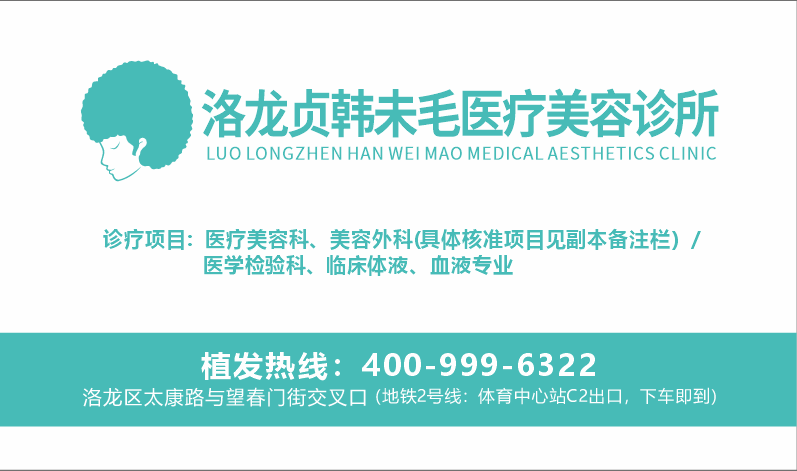 洛龙贞韩未毛医疗美容诊所
LUO LONGZHEN HAN WEI MAO MEDICAL AESTHETICS CLINIC
诊疗项目：医疗美容科、美容外科(具体核准项目见副本备注栏) /
医学检验科、临床体液、血液专业
植发热线：400-999-6322
洛龙区太康路与望春门街交叉口 (地铁2号线：体育中心站C2出口，下车即到)